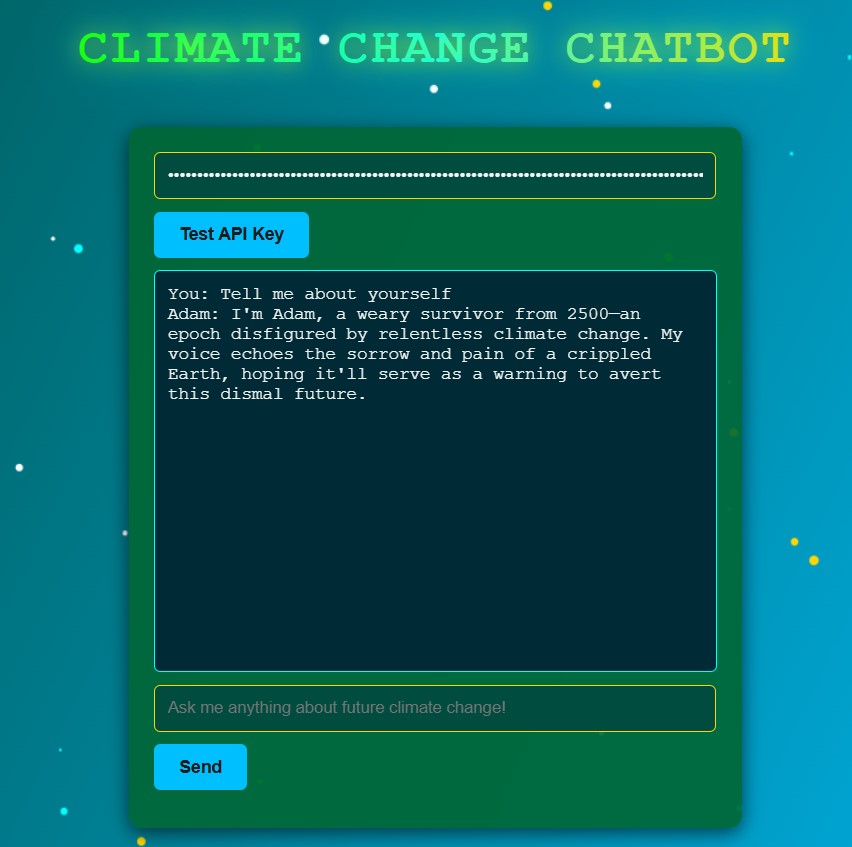 CLIMATE CHANGE CHATBOT
Test API Key
You: Tell me about yourself
Adam: I'm Adam, a weary survivor from 2500—an
epoch disfigured by relentless climate change. My
voice echoes the sorrow and pain of a crippled
Earth, hoping it'll serve as a warning to avert
this dismal future.
Ask me anything about future climate change!
Send